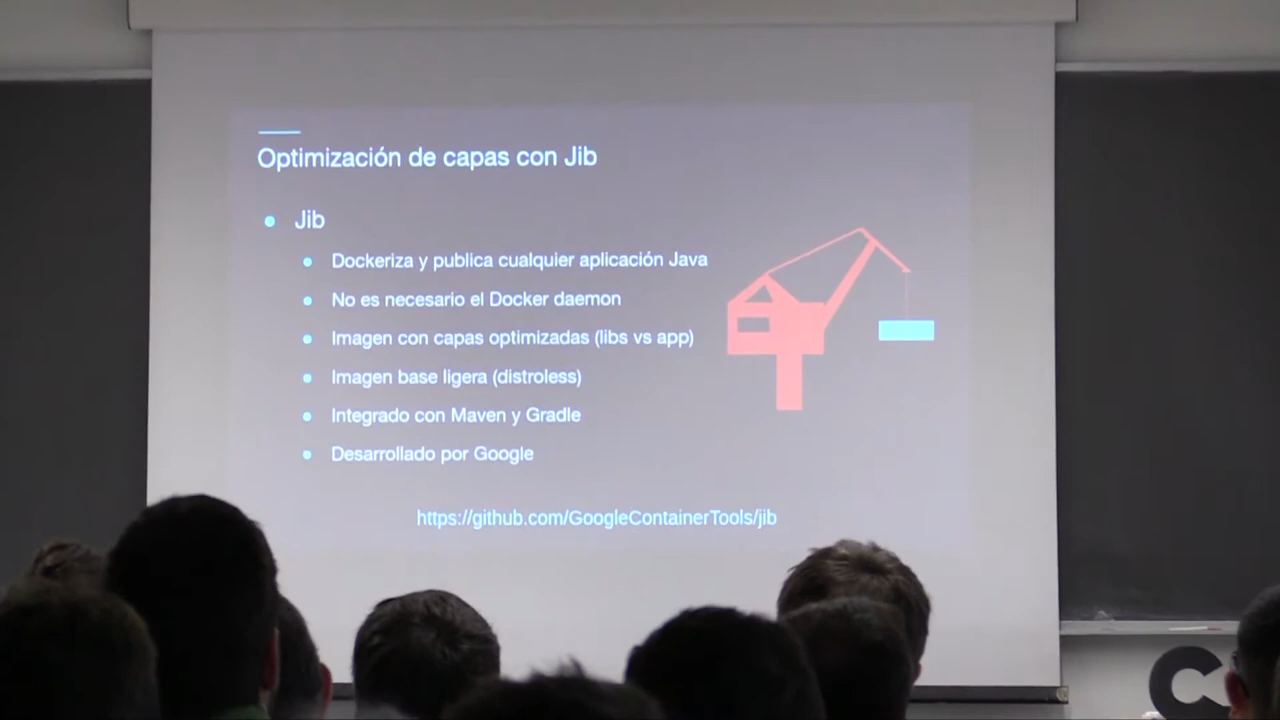 Optimización de capas con Jib
Jib
Dockeriza y publica cualquier aplicación Java
No es necesario el Docker daemon
Imagen con capas optimizadas (libs vs app)
Imagen base ligera (distroless)
Integrado con Maven y Gradle
Desarrollado por Google
https://github.com/GoogleContainerTools/jib
C